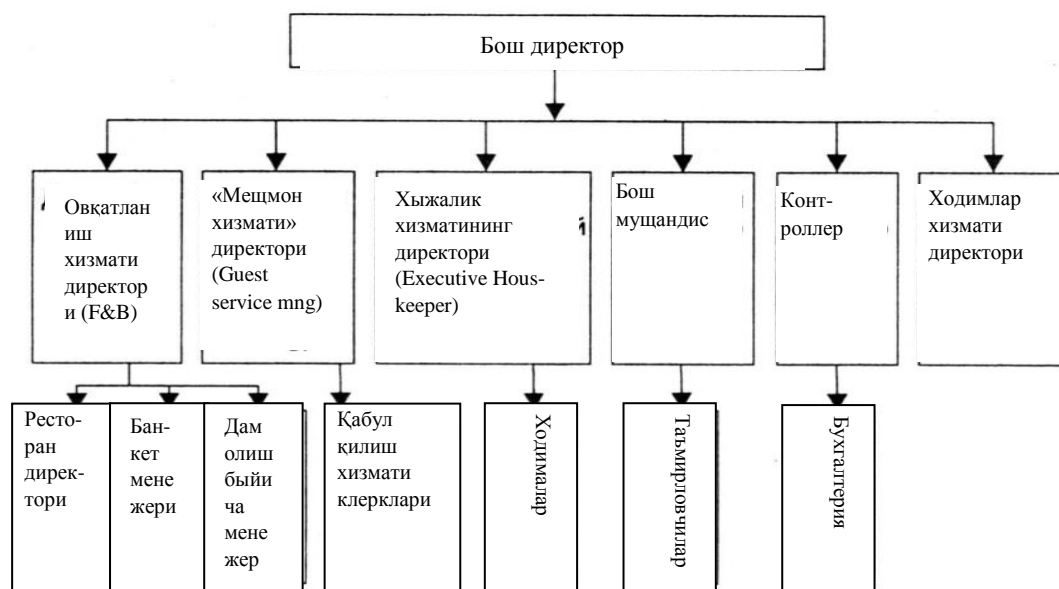 Бош директор
Овқатлан
иш
хизмати
директор
и (F&B)
«Мещмон
хизмати»
директори
(Guest
service mng)
Хыжалик
хизматининг
директори
(Executive Hous-
keeper)
Бош
мущандис
Конт-
роллер
Ходимлар
хизмати
директори
Ресто-
ран
дирек-
тори
Бан-
кет
мене
жери
Дам
олиш
быйи
ча
мене
жер
Қабул
қилиш
хизмати
клерклари
Ходималар
Таъмирловчилар
Бухгалтерия